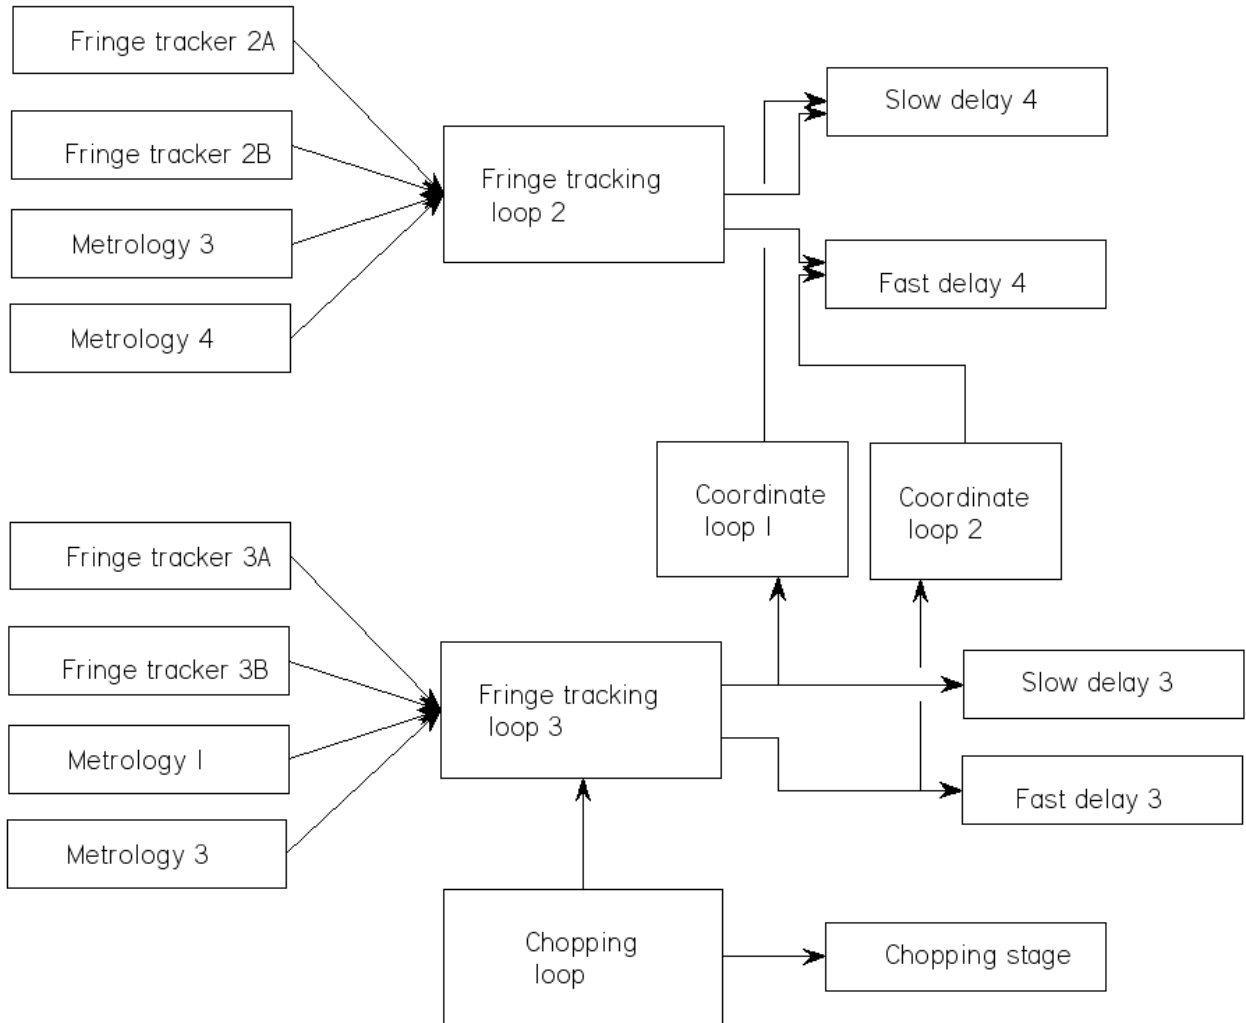 Fringe tracker 2A
Fringe tracker 2B
Metrology 3
Metrology 4
Fringe tracking
loop 2
Slow delay 4
Fast delay 4
Coordinate
loop 1
Coordinate
loop 2
Fringe tracker 3A
Fringe tracker 3B
Metrology 1
Metrology 3
Fringe tracking
loop 3
Slow delay 3
Fast delay 3
Chopping
loop
Chopping stage